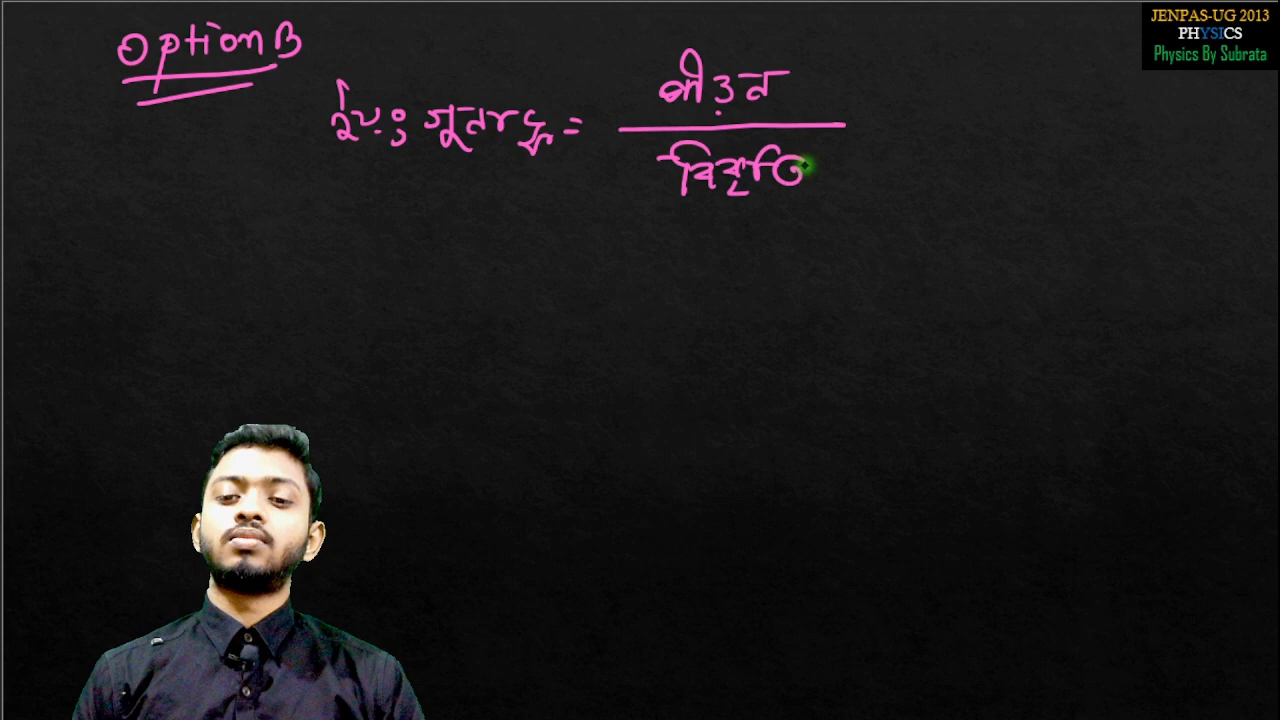 JENPAS-UG 2013
PHYSICS
Physics By Subrata
Option B
ইয়ং গুনাঙ্ক = পীড়ন
বিকৃতি